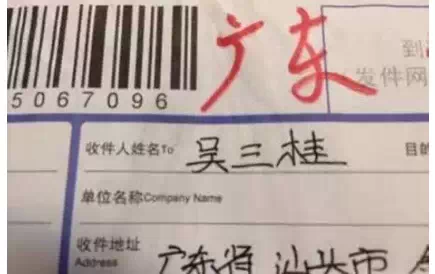 广东
到
5067096
发件网
收件人姓名To 吴三桂 目的
单位名称Company Name
收件地址
Address 广东省 汕头市